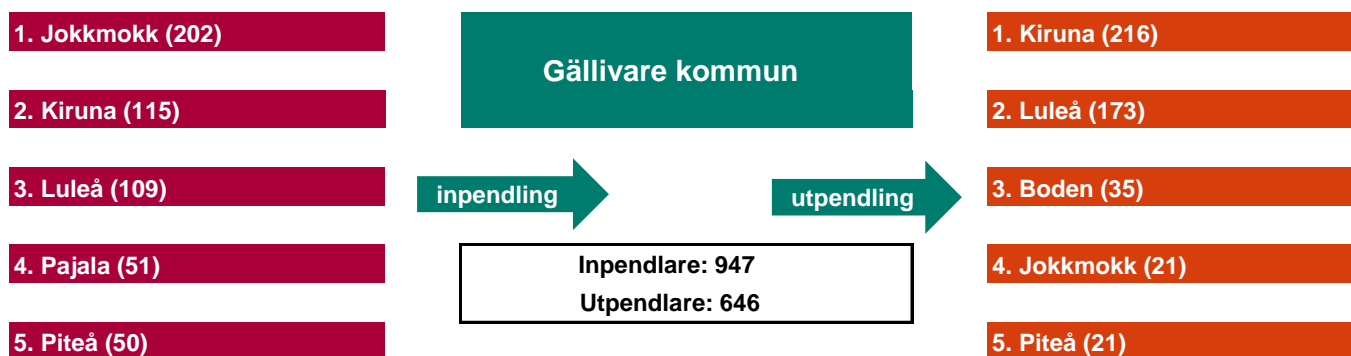 1. Jokkmokk (202)
2. Kiruna (115)
3. Luleå (109)
4. Pajala (51)
5. Piteå (50)
Gällivare kommun
inpendling
utpendling
Inpendlare: 947
Utpendlare: 646
1. Kiruna (216)
2. Luleå (173)
3. Boden (35)
4. Jokkmokk (21)
5. Piteå (21)